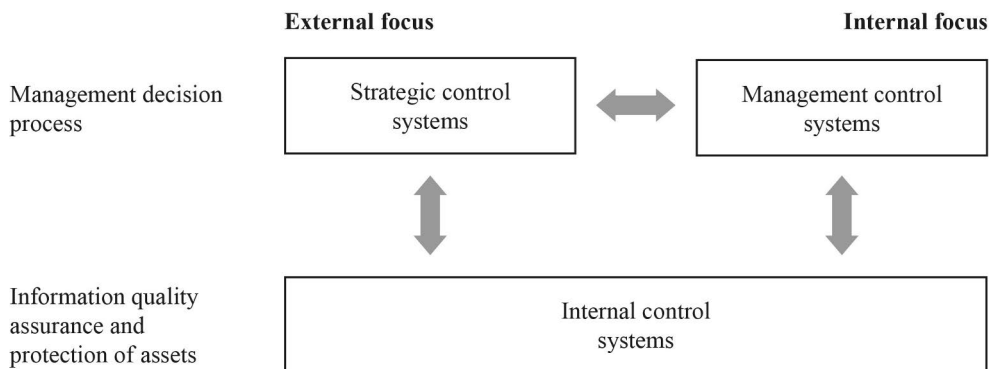 External focus
Internal focus
Management decision
process
Strategic control
systems
Management control
systems
Information quality
assurance and
protection of assets
Internal control
systems